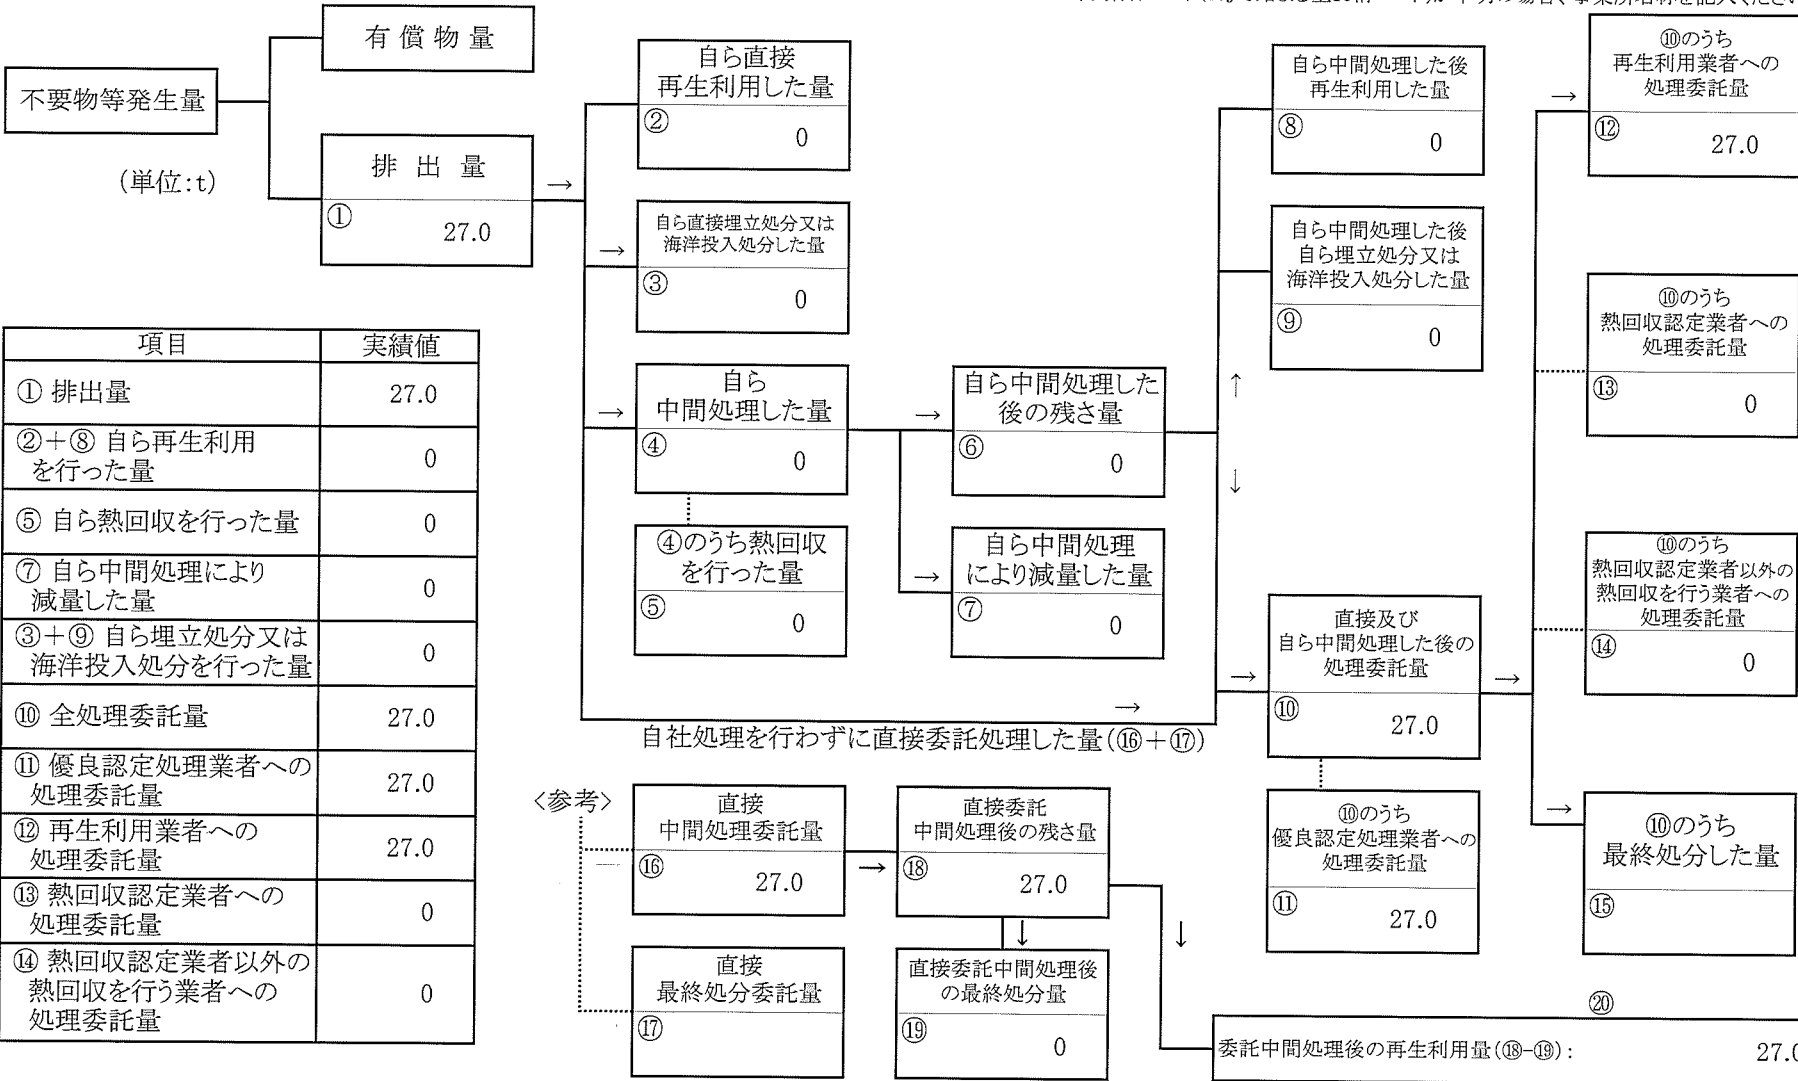 有償物量
不要物等発生量
(単位:t)
排出量
①
27.0
→
自ら直接
再生利用した量
②
0
→
自ら直接埋立処分又は
海洋投入処分した量
③
0
→
自ら
中間処理した量
④
0
④のうち熱回収
を行った量
⑤
0
→
自ら中間処理した
後の残さ量
⑥
0
→
自ら中間処理
により減量した量
⑦
0
↑
↓
自ら中間処理した後
再生利用した量
⑧
0
自ら中間処理した後
自ら埋立処分又は
海洋投入処分した量
⑨
0
→
自社処理を行わずに直接委託処理した量(⑯+⑰)
→
直接及び
自ら中間処理した後の
処理委託量
⑩
27.0
⑩のうち
優良認定処理業者への
処理委託量
⑪
27.0
→
→
⑩のうち
再生利用業者への
処理委託量
⑫
27.0
⑩のうち
熱回収認定業者への
処理委託量
⑬
0
⑩のうち
熱回収認定業者以外の
熱回収を行う業者への
処理委託量
⑭
0
→
⑩のうち
最終処分した量
⑮
項目 実績値
① 排出量 27.0
②+⑧ 自ら再生利用
を行った量 0
⑤ 自ら熱回収を行った量 0
⑦ 自ら中間処理により
減量した量 0
③+⑨ 自ら埋立処分又は
海洋投入処分を行った量 0
⑩ 全処理委託量 27.0
⑪ 優良認定処理業者への
処理委託量 27.0
⑫ 再生利用業者への
処理委託量 27.0
⑬ 熱回収認定業者への
処理委託量 0
⑭ 熱回収認定業者以外の
熱回収を行う業者への
処理委託量 0
〈参考〉
直接
中間処理委託量
⑯
27.0
→
直接委託
中間処理後の残さ量
⑱
27.0
直接
最終処分委託量
⑰
↓
直接委託中間処理後
の最終処分量
⑲
0
↓
⑳
委託中間処理後の再生利用量(⑱-⑲): 27.0